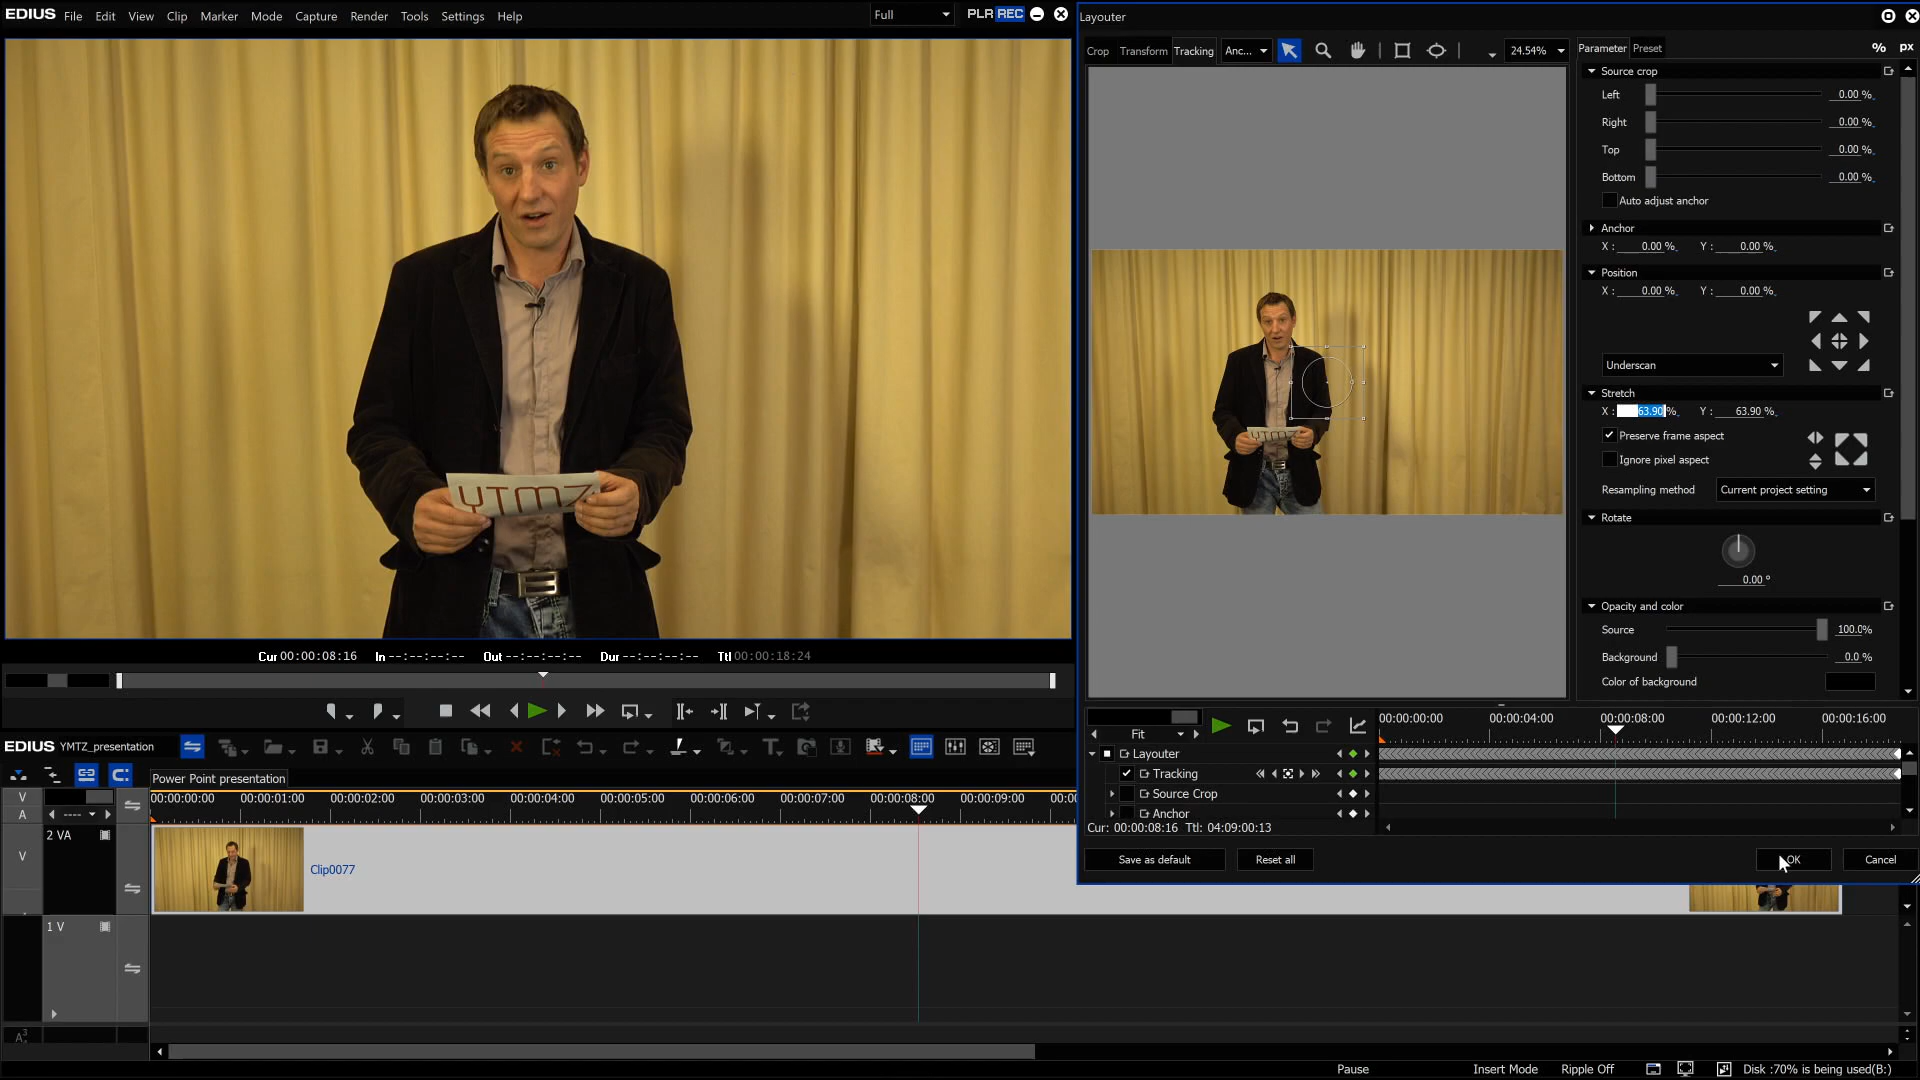 EDIUS File Edit View Clip Marker Mode Capture Render Tools Settings Help Full PLR REC
Layouter
Crop Transform Tracking Anc... 24.54% Parameter Preset % px
Source crop
Left 0.00 %
Right 0.00 %
Top 0.00 %
Bottom 0.00 %
Auto adjust anchor
Anchor
X : 0.00 % Y : 0.00 %
Position
X : 0.00 % Y : 0.00 %
Underscan
Stretch
X : 63.90 % Y : 63.90 %
Preserve frame aspect
Ignore pixel aspect
Resampling method Current project setting
Rotate
0.00 °
Opacity and color
Source 100.0%
Background 0.0 %
Color of background
YTMZ
YTMZ
Cur 00:00:08:16 In --:--:--:-- Out --:--:--:-- Dur --:--:--:-- Ttl 00:00:18:24
Fit
00:00:00:00 00:00:04:00 00:00:08:00 00:00:12:00 00:00:16:00
Layouter
Tracking
Source Crop
Anchor
Cur: 00:00:08:16 Ttl: 04:09:00:13
Save as default Reset all OK Cancel
EDIUS YMTZ_presentation
Power Point presentation
V
A
----
00:00:00:00 00:00:01:00 00:00:02:00 00:00:03:00 00:00:04:00 00:00:05:00 00:00:06:00 00:00:07:00 00:00:08:00 00:00:09:00 00:0
2 VA
V
Clip0077
1 V
Pause Insert Mode Ripple Off Disk :70% is being used(B:)